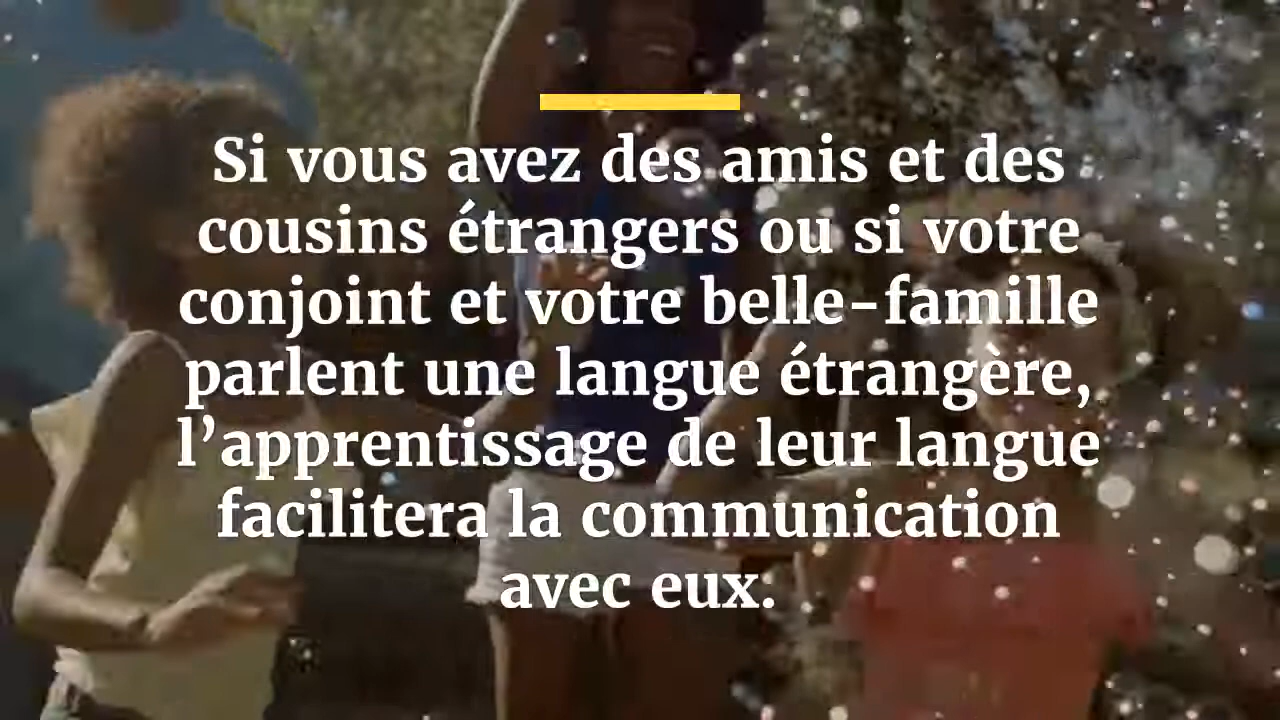 Si vous avez des amis et des
cousins étrangers ou si votre
conjoint et votre belle-famille
parlent une langue étrangère,
l’apprentissage de leur langue
facilitera la communication
avec eux.